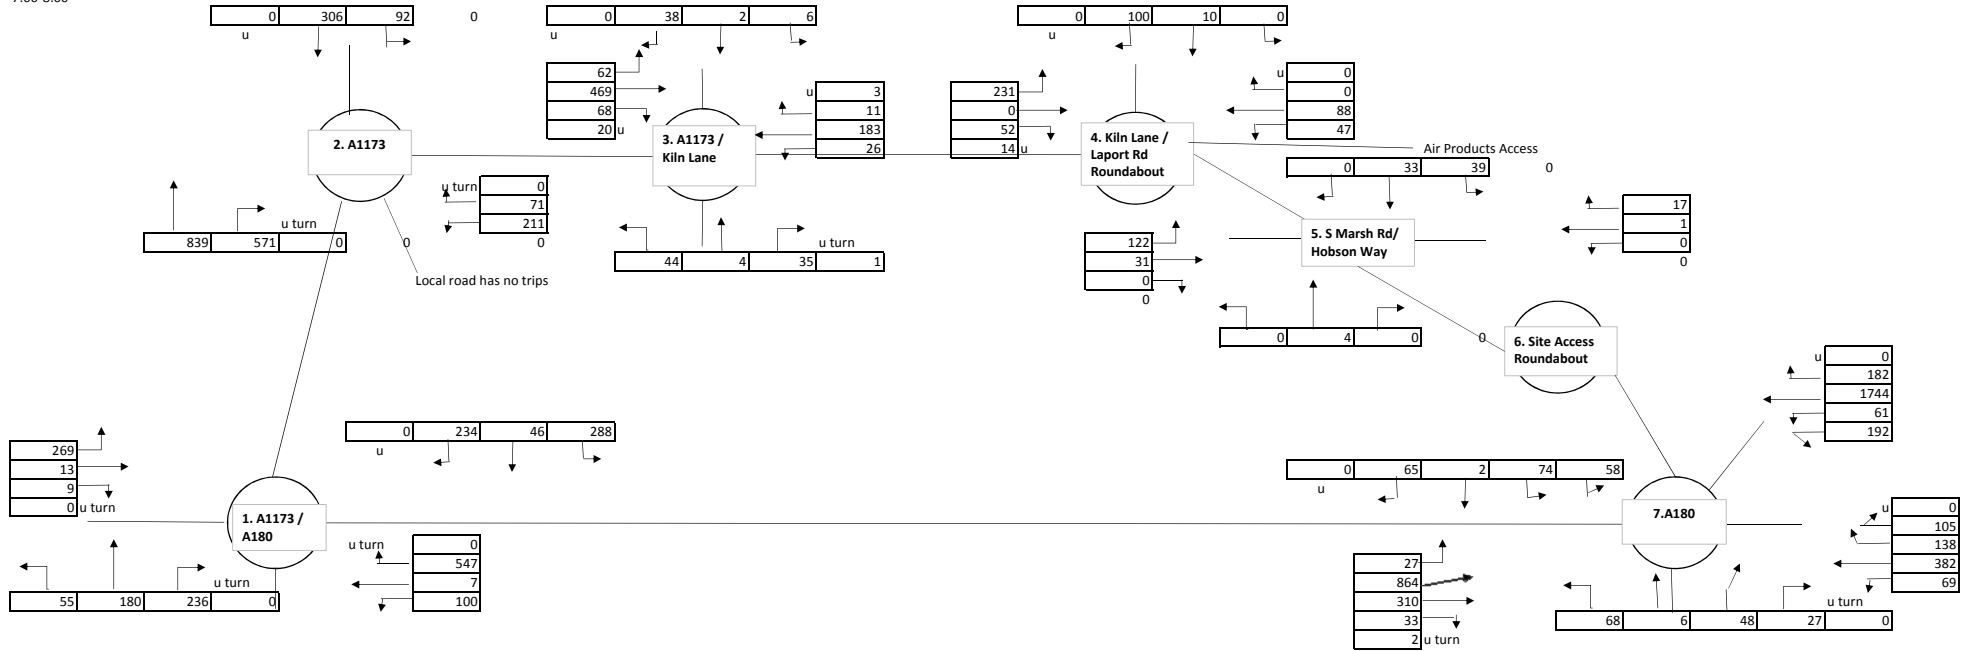 0 306 92 0
u
0 38 2 6
u
0 100 10 0
u
62
469
68
20 u
u 3
11
183
26
231
0
52
14 u
u 0
0
88
47
2. A1173
3. A1173 /
Kiln Lane
4. Kiln Lane /
Laport Rd
Roundabout
Air Products Access
0 33 39 0
u turn 0
71
211
0
u turn
839 571 0 0
Local road has no trips
u turn
44 4 35 1
122
31
0
0
5. S Marsh Rd/
Hobson Way
17
1
0
0
0 4 0 0
6. Site Access
Roundabout
u 0
182
1744
61
192
0 234 46 288
u
269
13
9
0 u turn
0 65 2 74 58
u
1. A1173 /
A180
7.A180
u 0
105
138
382
69
u turn 0
547
7
100
u turn
55 180 236 0
27
864
310
33
2 u turn
u turn
68 6 48 27 0